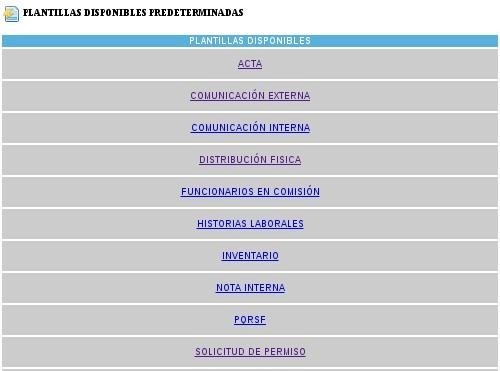 PLANTILLAS DISPONIBLES PREDETERMINADAS
PLANTILLAS DISPONIBLES
ACTA
COMUNICACIÓN EXTERNA
COMUNICACIÓN INTERNA
DISTRIBUCIÓN FISICA
FUNCIONARIOS EN COMISIÓN
HISTORIAS LABORALES
INVENTARIO
NOTA INTERNA
PQRSF
SOLICITUD DE PERMISO